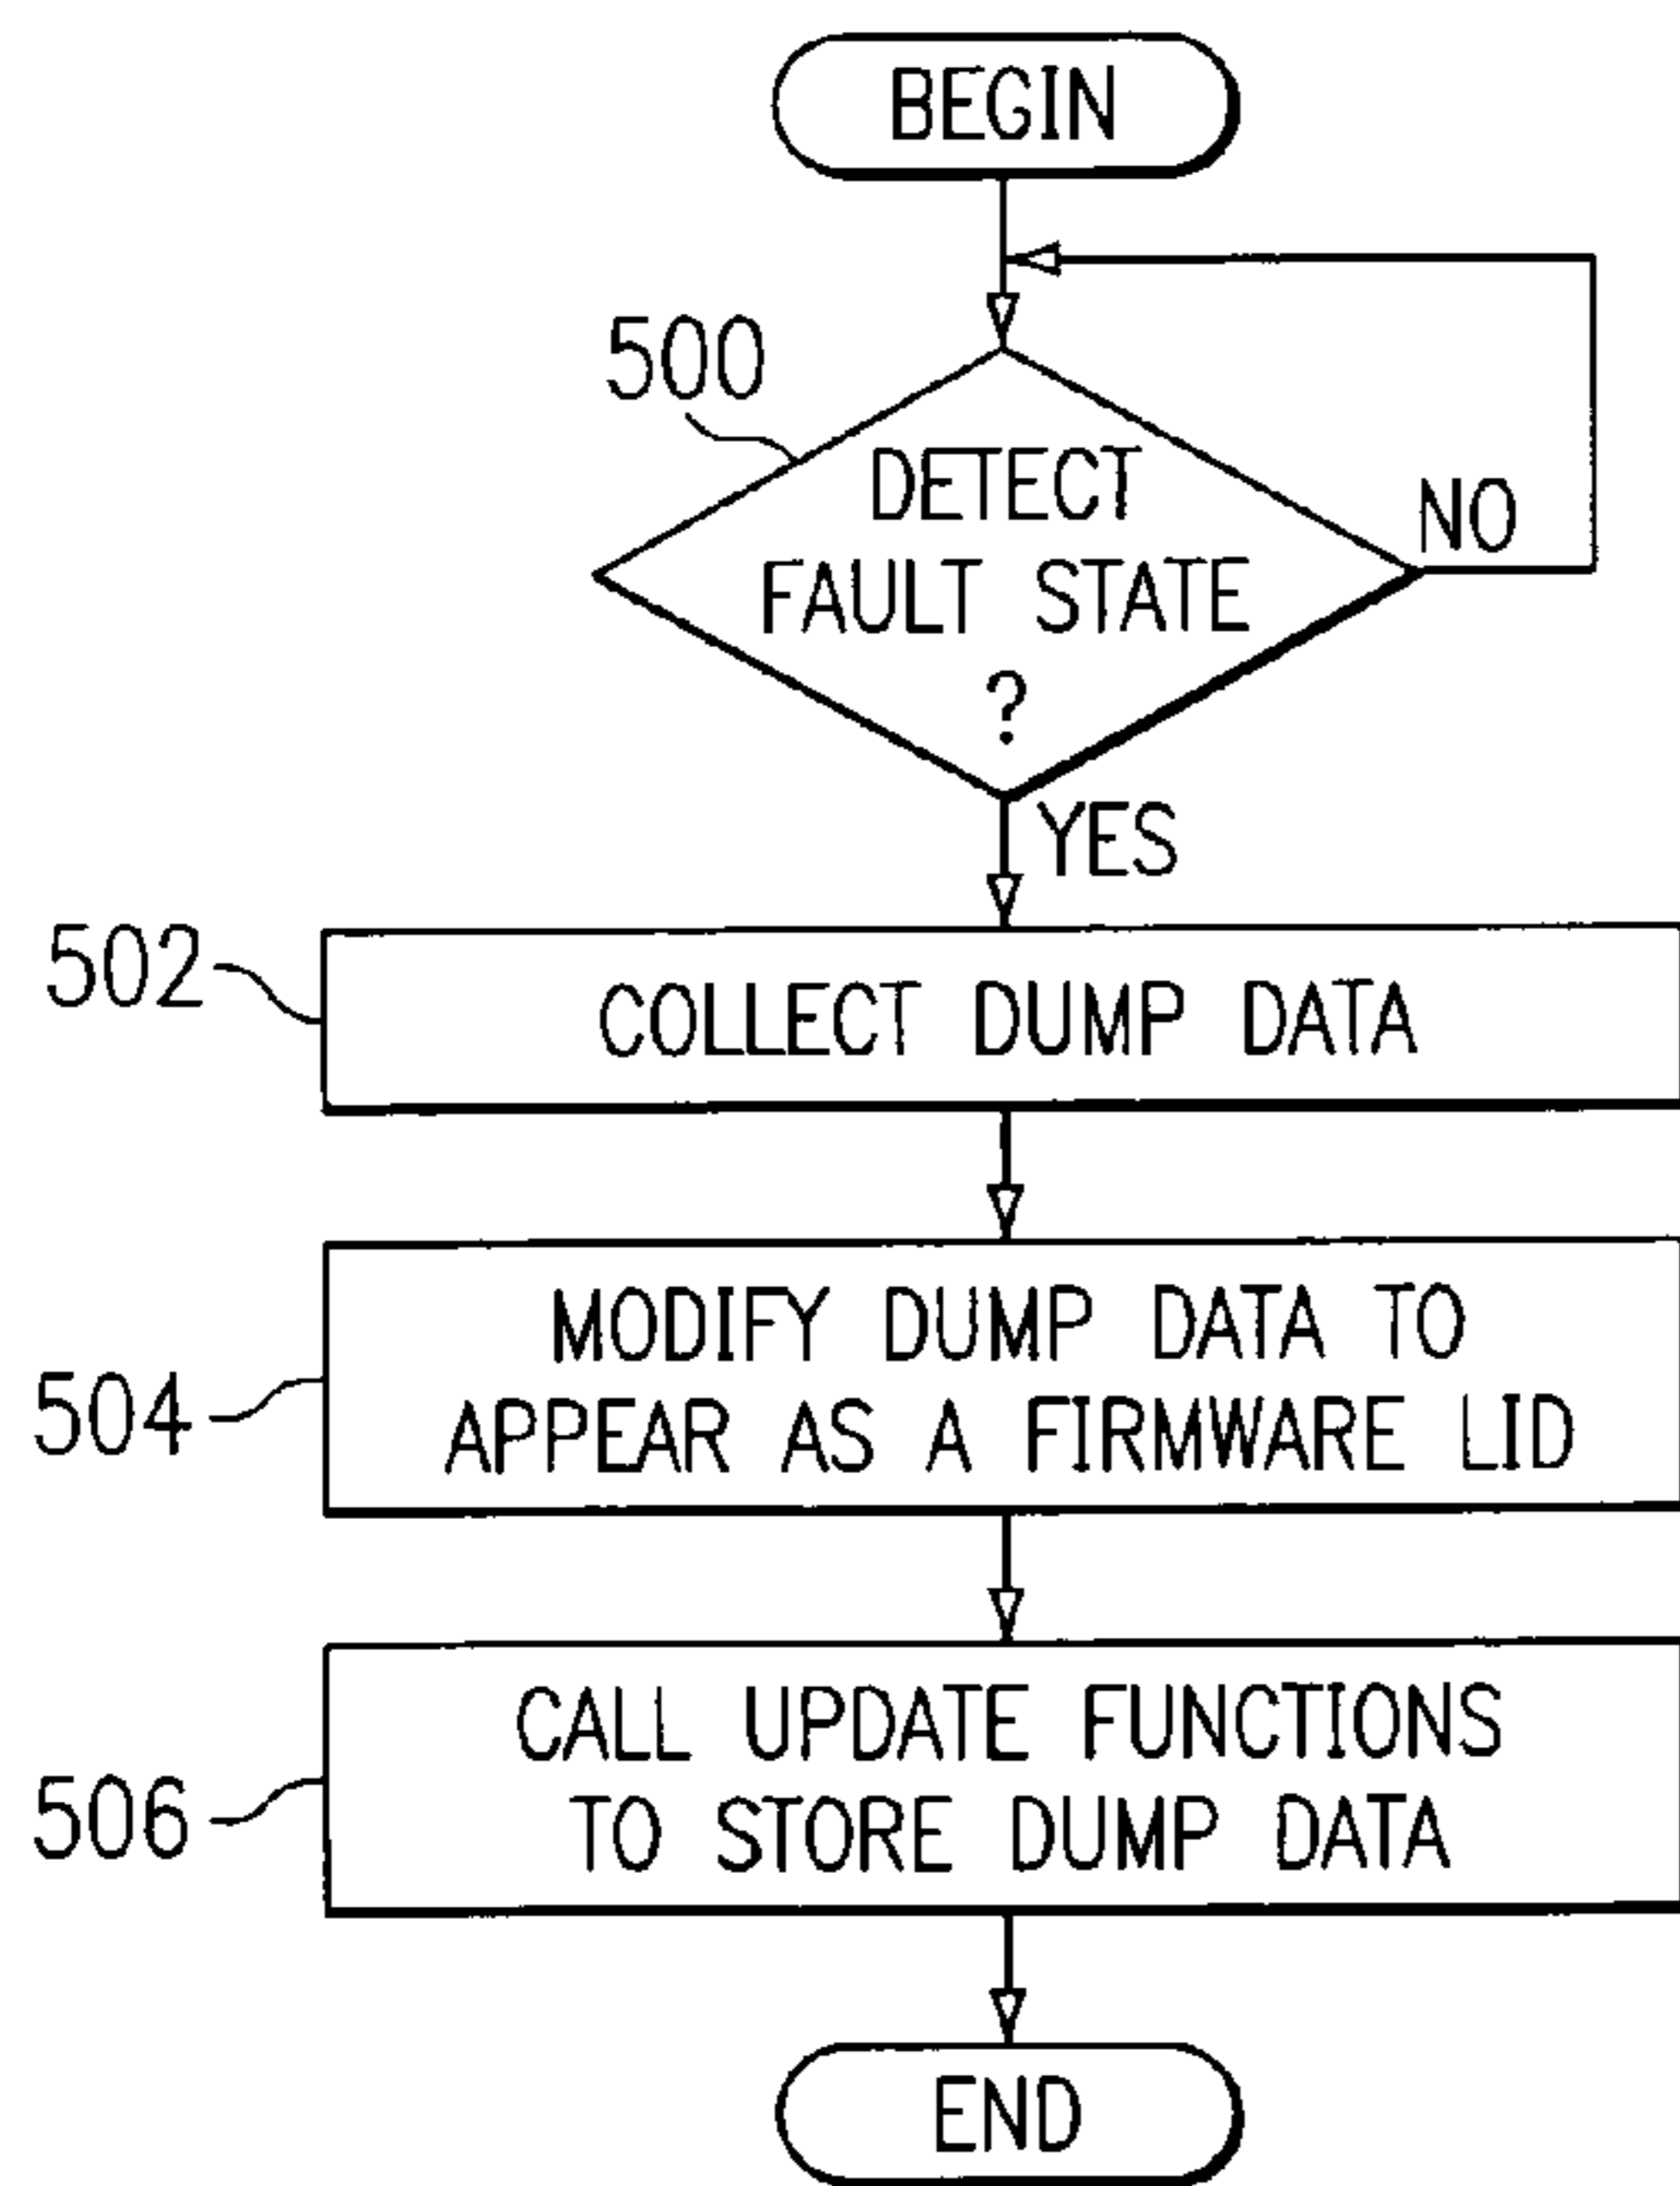 BEGIN
500
DETECT
FAULT STATE
?
NO
YES
502
COLLECT DUMP DATA
504
MODIFY DUMP DATA TO
APPEAR AS A FIRMWARE LID
506
CALL UPDATE FUNCTIONS
TO STORE DUMP DATA
END